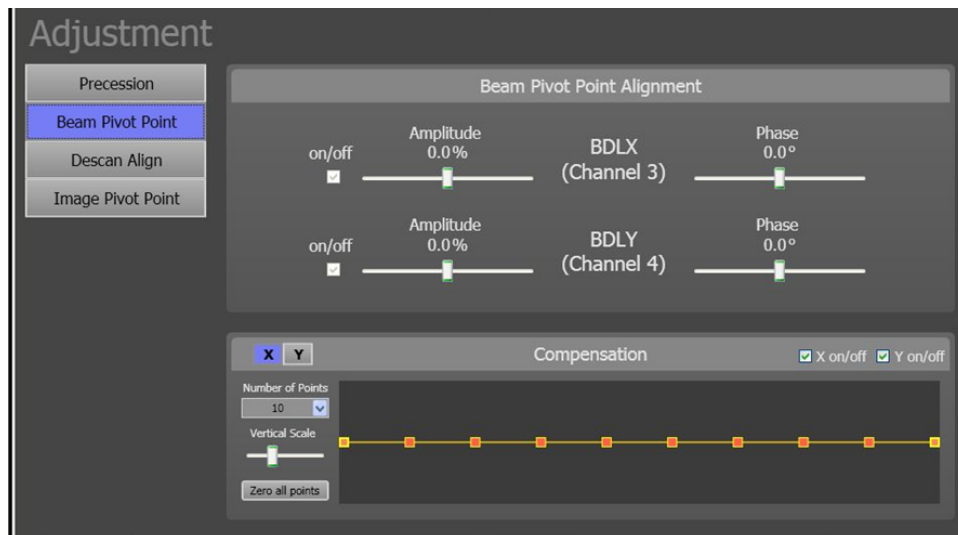 Adjustment
Precession
Beam Pivot Point
Descan Align
Image Pivot Point
Beam Pivot Point Alignment
on/off
Amplitude
0.0%
BDLX
(Channel 3)
Phase
0.0°
on/off
Amplitude
0.0%
BDLY
(Channel 4)
Phase
0.0°
X Y
Compensation
X on/off Y on/off
Number of Points
10
Vertical Scale
Zero all points